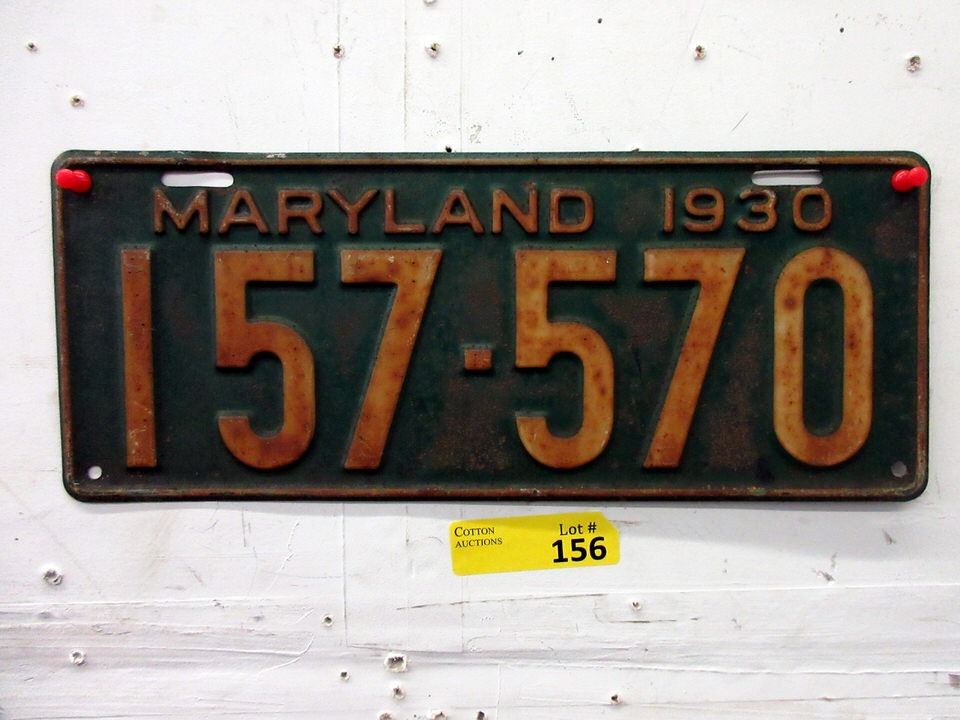 MARYLAND 1930
157-570
COTTON Lot #
AUCTIONS 156